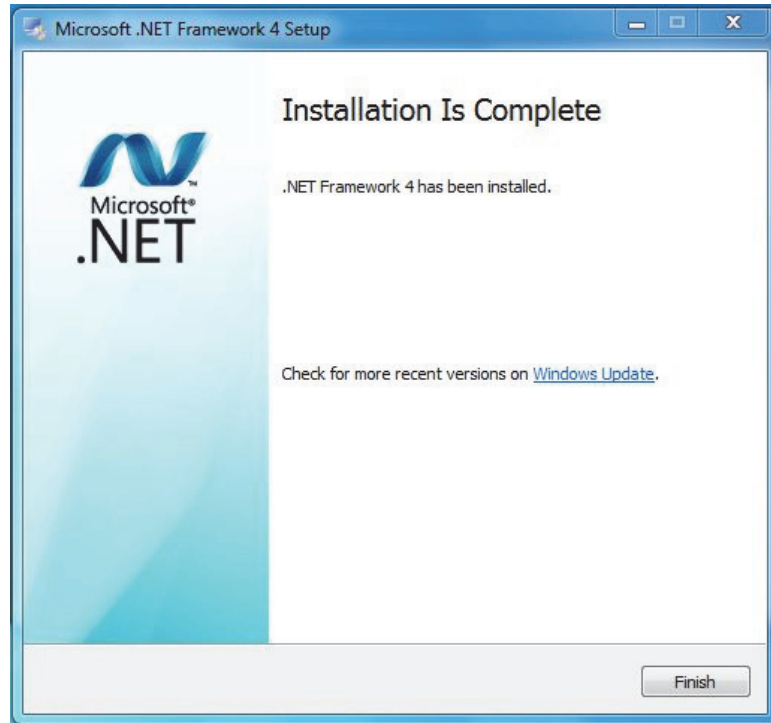 Microsoft .NET Framework 4 Setup
Installation Is Complete
.NET Framework 4 has been installed.
Microsoft®
.NET™
Check for more recent versions on Windows Update.
Finish